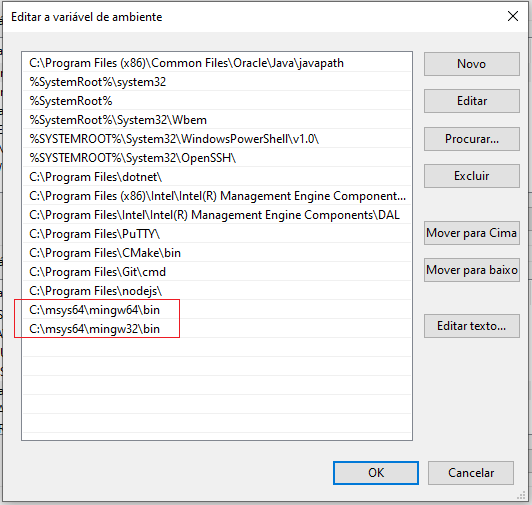 Editar a variável de ambiente
C:\Program Files (x86)\Common Files\Oracle\Java\javapath
%SystemRoot%\system32
%SystemRoot%
%SystemRoot%\System32\Wbem
%SYSTEMROOT%\System32\WindowsPowerShell\v1.0\
%SYSTEMROOT%\System32\OpenSSH\
C:\Program Files\dotnet\
C:\Program Files (x86)\Intel\Intel(R) Management Engine Component...
C:\Program Files\Intel\Intel(R) Management Engine Components\DAL
C:\Program Files\PuTTY\
C:\Program Files\CMake\bin
C:\Program Files\Git\cmd
C:\Program Files\nodejs\
C:\msys64\mingw64\bin
C:\msys64\mingw32\bin
Novo
Editar
Procurar...
Excluir
Mover para Cima
Mover para baixo
Editar texto...
OK
Cancelar